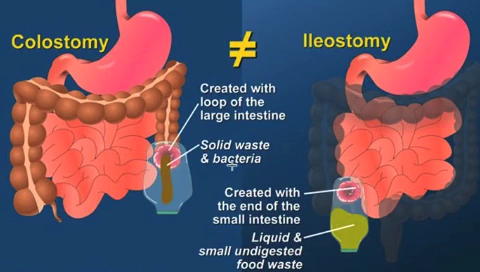 Colostomy
≠
Ileostomy
Created with
loop of the
large intestine
Solid waste
& bacteria
Created with
the end of the
small intestine
Liquid &
small undigested
food waste